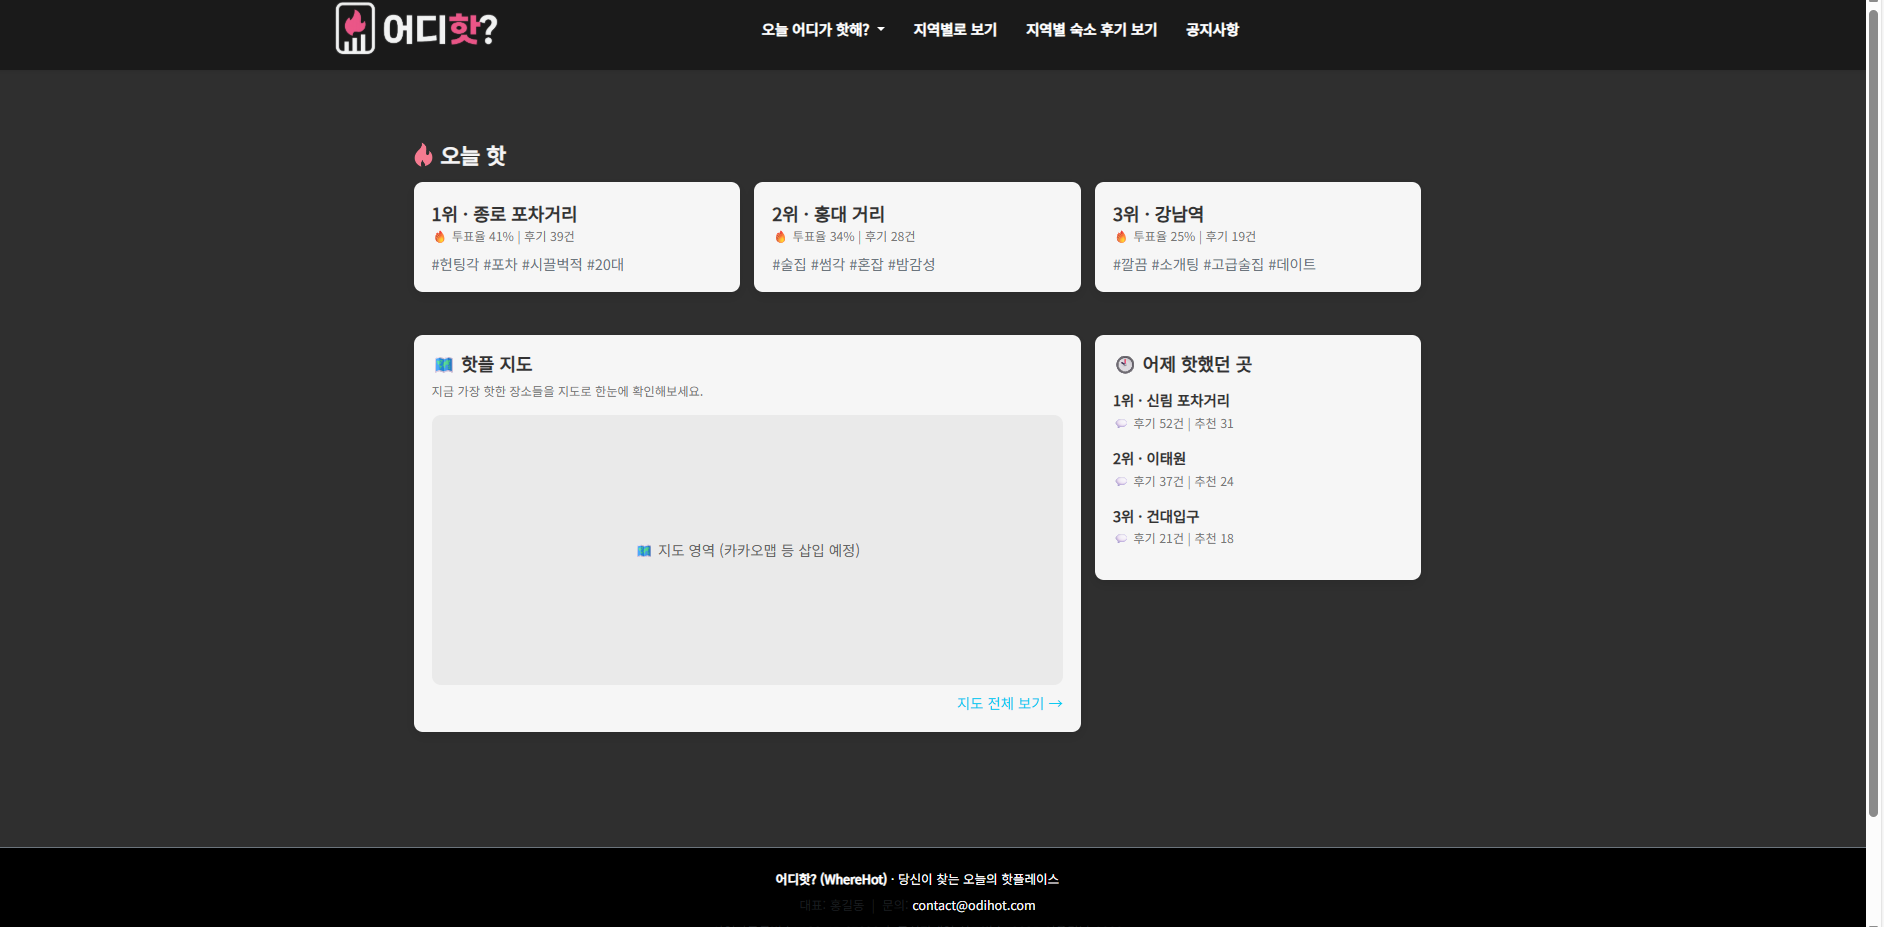 어디핫?
오늘 어디가 핫해? 지역별로 보기 지역별 숙소 후기 보기 공지사항
오늘 핫
1위 · 종로 포차거리
투표율 41% | 후기 39건
#헌팅각 #포차 #시끌벅적 #20대
2위 · 홍대 거리
투표율 34% | 후기 28건
#술집 #썸각 #혼잡 #밤감성
3위 · 강남역
투표율 25% | 후기 19건
#깔끔 #소개팅 #고급술집 #데이트
핫플 지도
지금 가장 핫한 장소들을 지도로 한눈에 확인해보세요.
지도 영역 (카카오맵 등 삽입 예정)
지도 전체 보기 →
어제 핫했던 곳
1위 · 신림 포차거리
후기 52건 | 추천 31
2위 · 이태원
후기 37건 | 추천 24
3위 · 건대입구
후기 21건 | 추천 18
어디핫? (WhereHot) · 당신이 찾는 오늘의 핫플레이스
대표: 홍길동 | 문의: contact@odihot.com